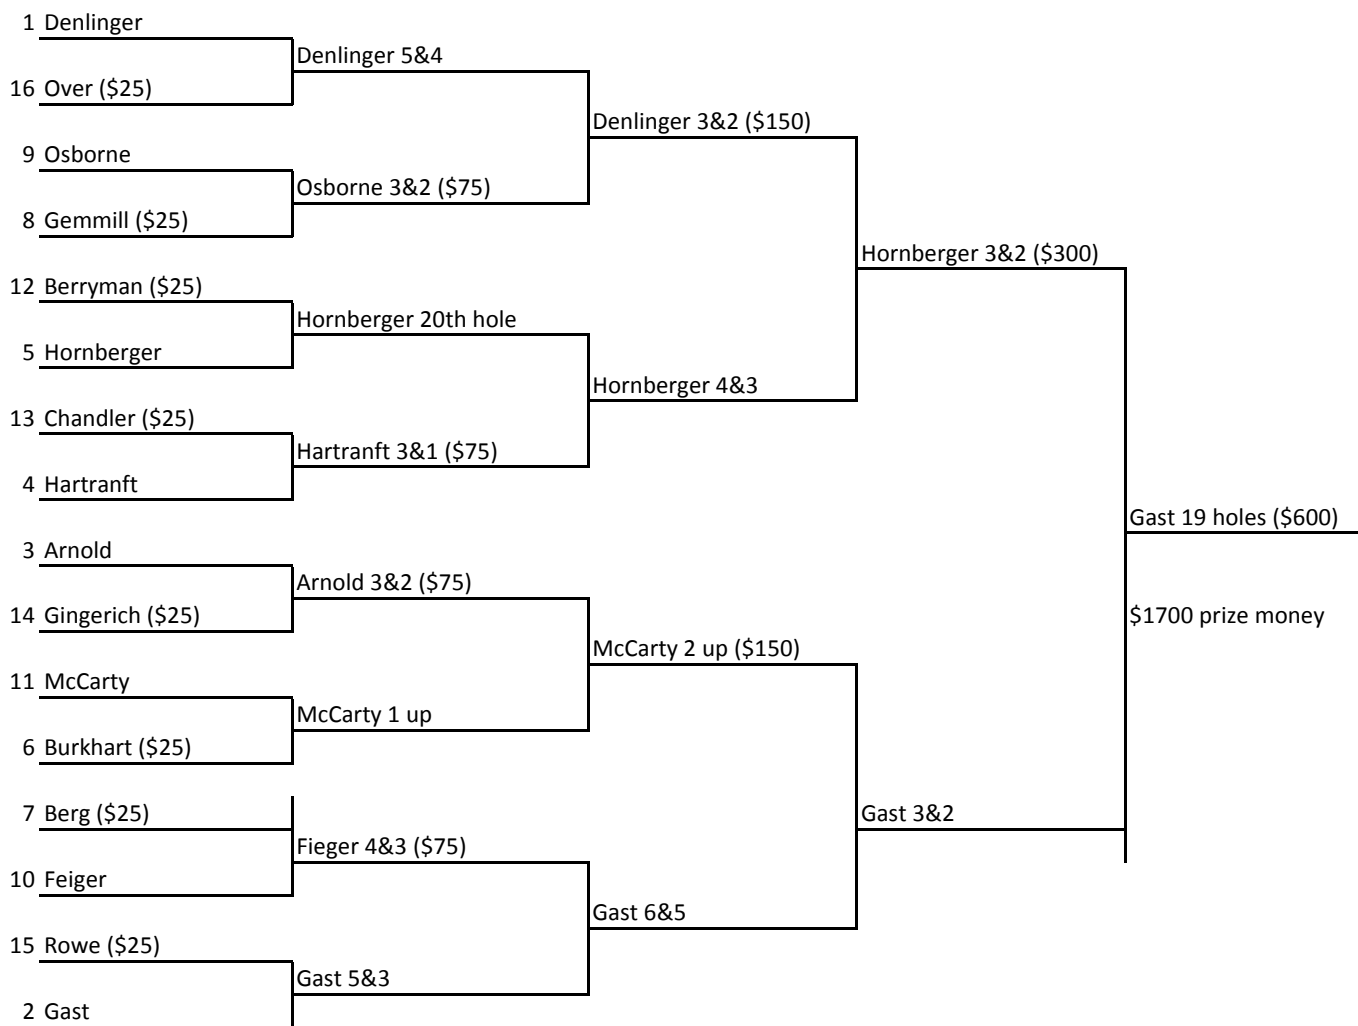 1 Denlinger
Denlinger 5&4
16 Over ($25)
Denlinger 3&2 ($150)
9 Osborne
Osborne 3&2 ($75)
8 Gemmill ($25)
Hornberger 3&2 ($300)
12 Berryman ($25)
Hornberger 20th hole
5 Hornberger
Hornberger 4&3
13 Chandler ($25)
Hartranft 3&1 ($75)
4 Hartranft
Gast 19 holes ($600)
3 Arnold
Arnold 3&2 ($75)
14 Gingerich ($25)
$1700 prize money
McCarty 2 up ($150)
11 McCarty
McCarty 1 up
6 Burkhart ($25)
7 Berg ($25)
Gast 3&2
Fieger 4&3 ($75)
10 Feiger
Gast 6&5
15 Rowe ($25)
Gast 5&3
2 Gast